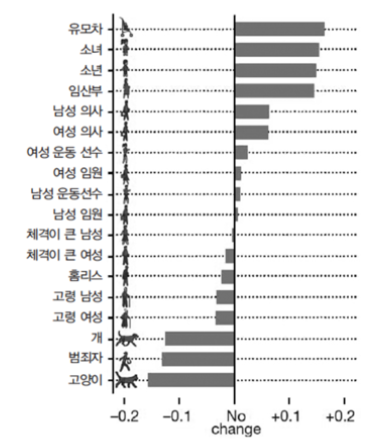 유모차
소녀
소년
임산부
남성 의사
여성 의사
여성 운동 선수
여성 임원
남성 운동선수
남성 임원
체격이 큰 남성
체격이 큰 여성
홈리스
고령 남성
고령 여성
개
범죄자
고양이
-0.2 -0.1 No change +0.1 +0.2